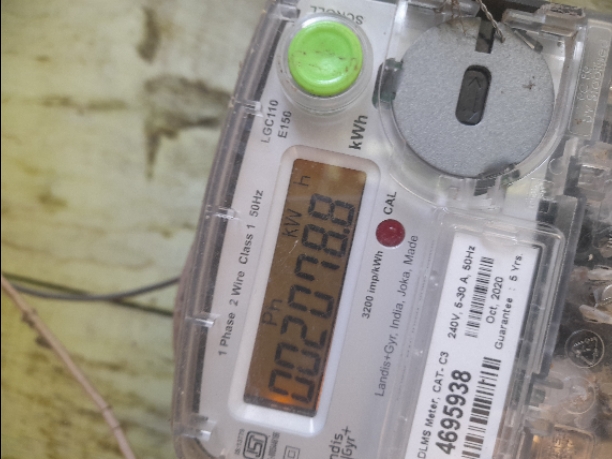 SCROLL
LGC110
E150
kWh
1 Phase 2 Wire Class 1 50Hz
Ph kW h
002078.8
CAL
3200 imp/kWh
Landis+Gyr, India, Joka, Made
DLMS Meter, CAT- C3
240V, 5-30 A, 50Hz
4695938
Oct, 2020
Guarantee : 5 Yrs.
ndis
Gyr+